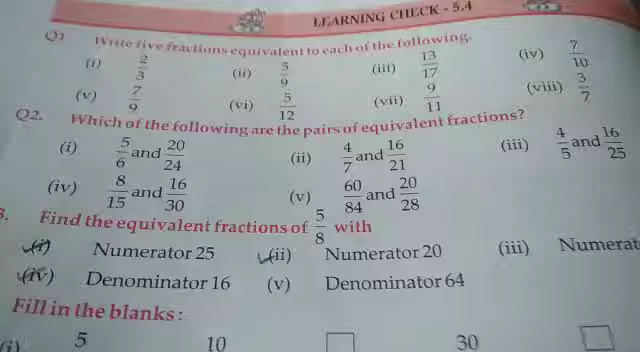 LEARNING CHECK - 5.4
Q1 Write five fractions equivalent to each of the following.
(i) 2/3 (ii) 5/9 (iii) 13/17 (iv) 7/10
(v) 7/9 (vi) 5/12 (vii) 9/11 (viii) 3/7
Q2. Which of the following are the pairs of equivalent fractions?
(i) 5/6 and 20/24 (ii) 4/7 and 16/21 (iii) 4/5 and 16/25
(iv) 8/15 and 16/30 (v) 60/84 and 20/28
3. Find the equivalent fractions of 5/8 with
(i) Numerator 25 (ii) Numerator 20 (iii) Numerat
(iv) Denominator 16 (v) Denominator 64
Fill in the blanks :
(i) 5 10 30